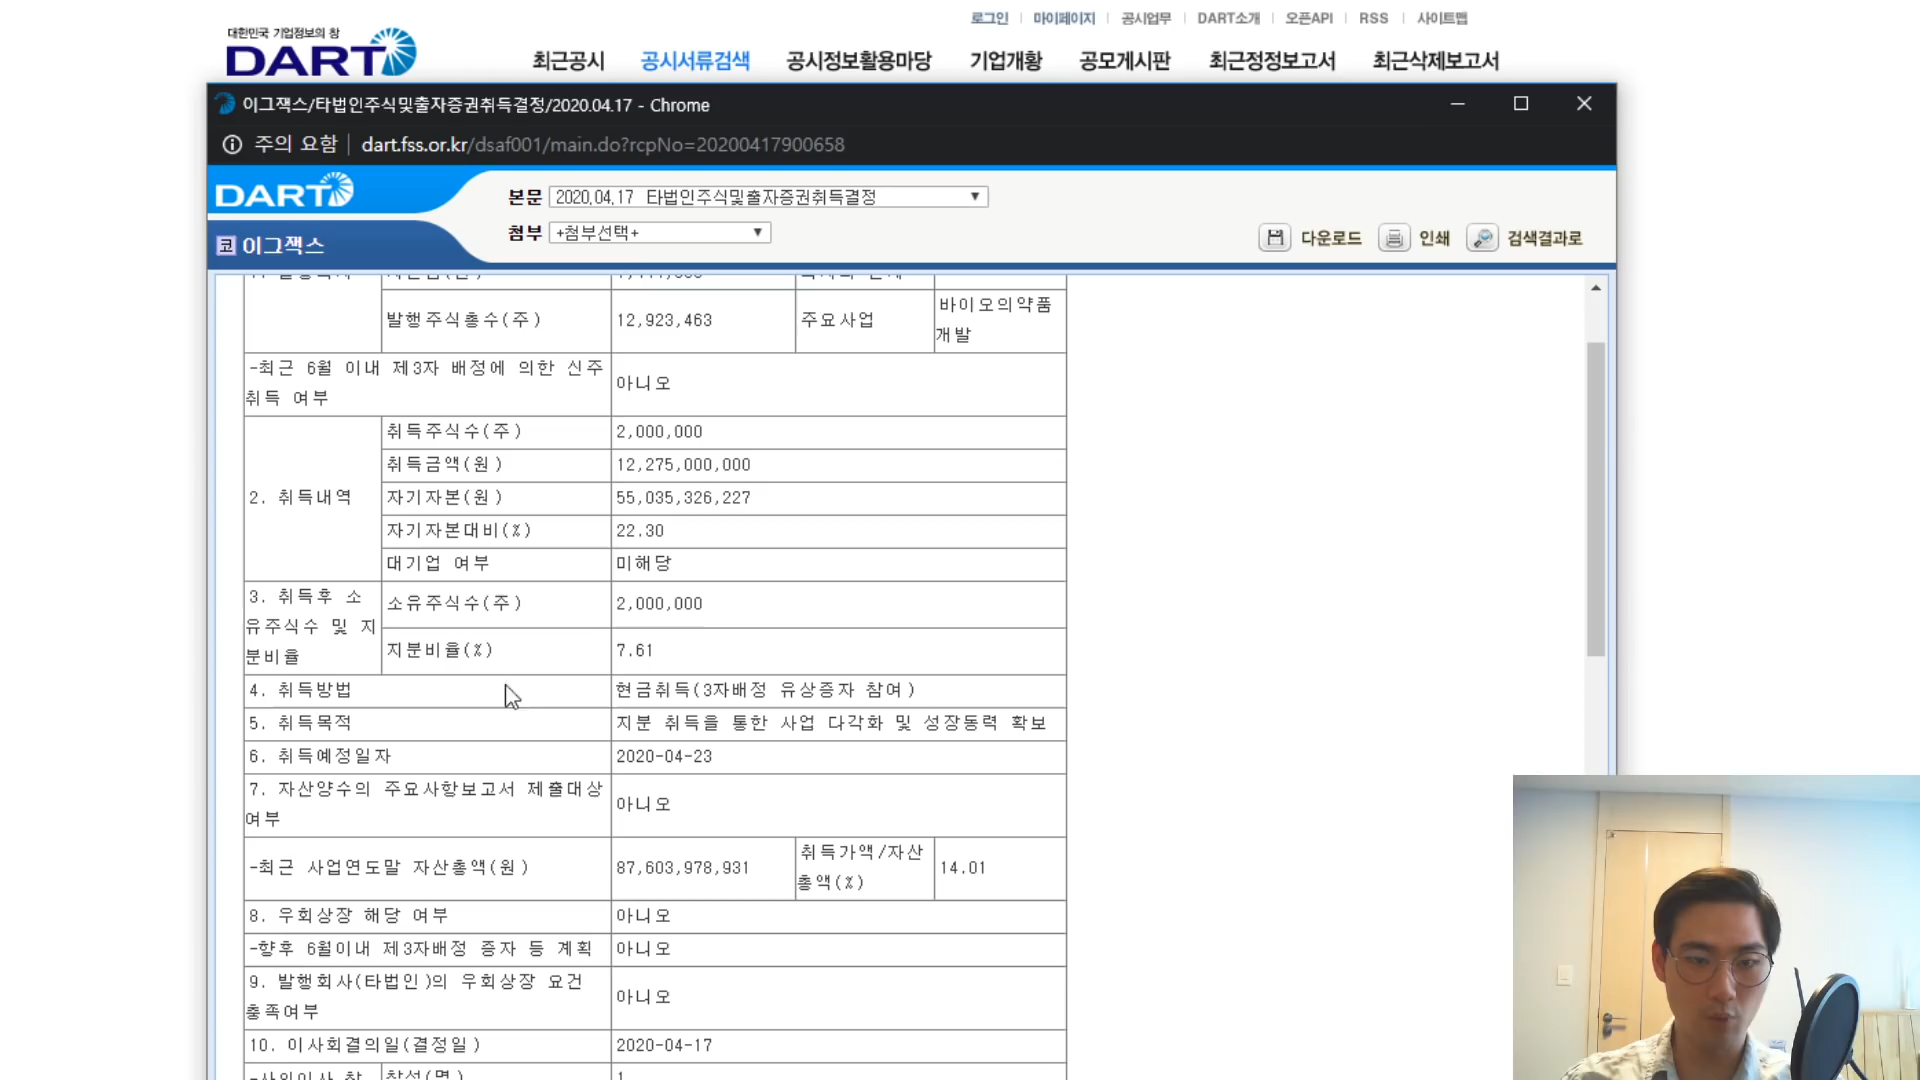 로그인 마이페이지 공시업무 DART소개 오픈API RSS 사이트맵
대한민국 기업정보의 창
DART
최근공시 공시서류검색 공시정보활용마당 기업개황 공모게시판 최근정정보고서 최근삭제보고서
이그잭스/타법인주식및출자증권취득결정/2020.04.17 - Chrome
주의 요함 dart.fss.or.kr/dsaf001/main.do?rcpNo=20200417900658
DART
본문 2020.04.17 타법인주식및출자증권취득결정
첨부 +첨부선택+
다운로드 인쇄 검색결과로
코 이그잭스
발행주식총수(주) 12,923,463 주요사업 바이오의약품
개발
-최근 6월 이내 제3자 배정에 의한 신주
취득 여부 아니오
2. 취득내역
취득주식수(주) 2,000,000
취득금액(원) 12,275,000,000
자기자본(원) 55,035,326,227
자기자본대비(%) 22.30
대기업 여부 미해당
3. 취득후 소
유주식수 및 지
분비율
소유주식수(주) 2,000,000
지분비율(%) 7.61
4. 취득방법 현금취득(3자배정 유상증자 참여)
5. 취득목적 지분 취득을 통한 사업 다각화 및 성장동력 확보
6. 취득예정일자 2020-04-23
7. 자산양수의 주요사항보고서 제출대상
여부 아니오
-최근 사업연도말 자산총액(원) 87,603,978,931 취득가액/자산
총액(%) 14.01
8. 우회상장 해당 여부 아니오
-향후 6월이내 제3자배정 증자 등 계획 아니오
9. 발행회사(타법인)의 우회상장 요건
충족여부 아니오
10. 이사회결의일(결정일) 2020-04-17
-사외이사 참 참석(명) 1